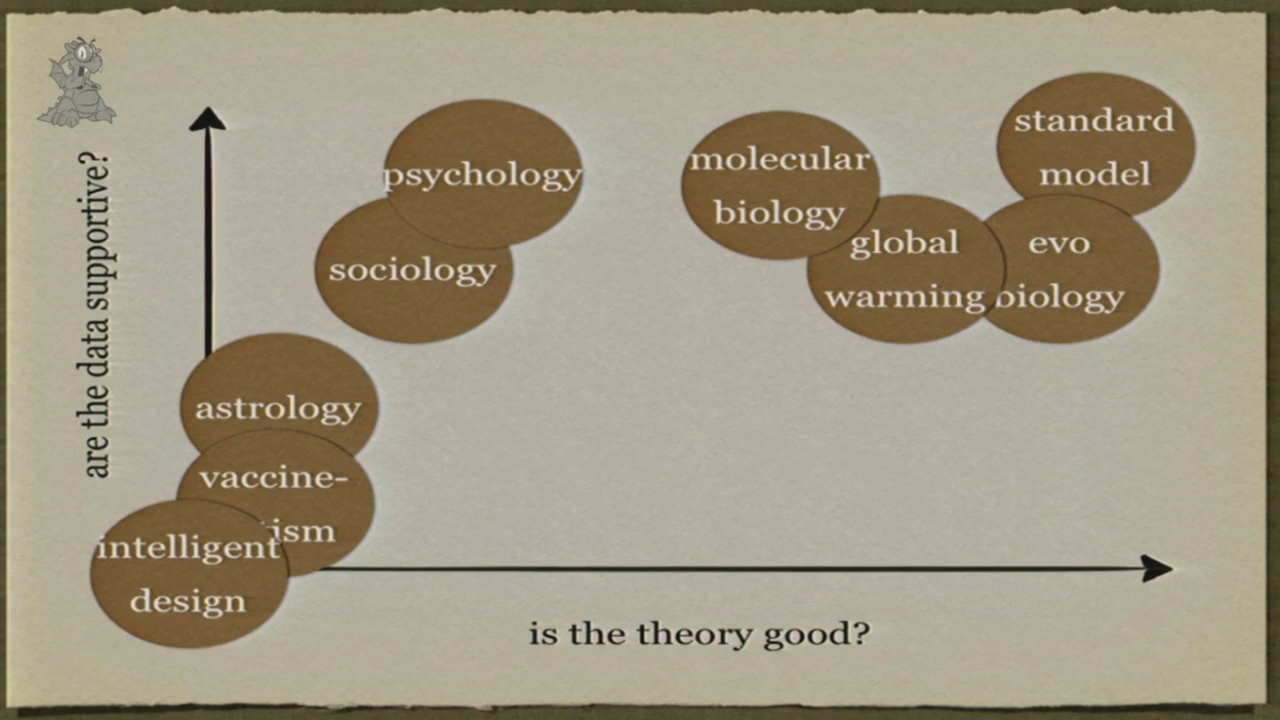 are the data supportive?
psychology
sociology
molecular
biology
global
warming
standard
model
evo
biology
astrology
vaccine-
tism
intelligent
design
is the theory good?